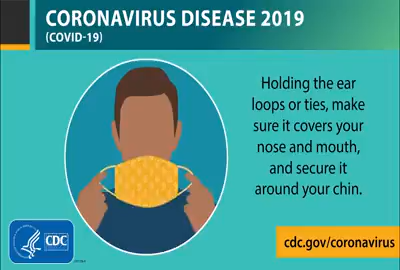 CORONAVIRUS DISEASE 2019
(COVID-19)
Holding the ear
loops or ties, make
sure it covers your
nose and mouth,
and secure it
around your chin.
CDC
cdc.gov/coronavirus